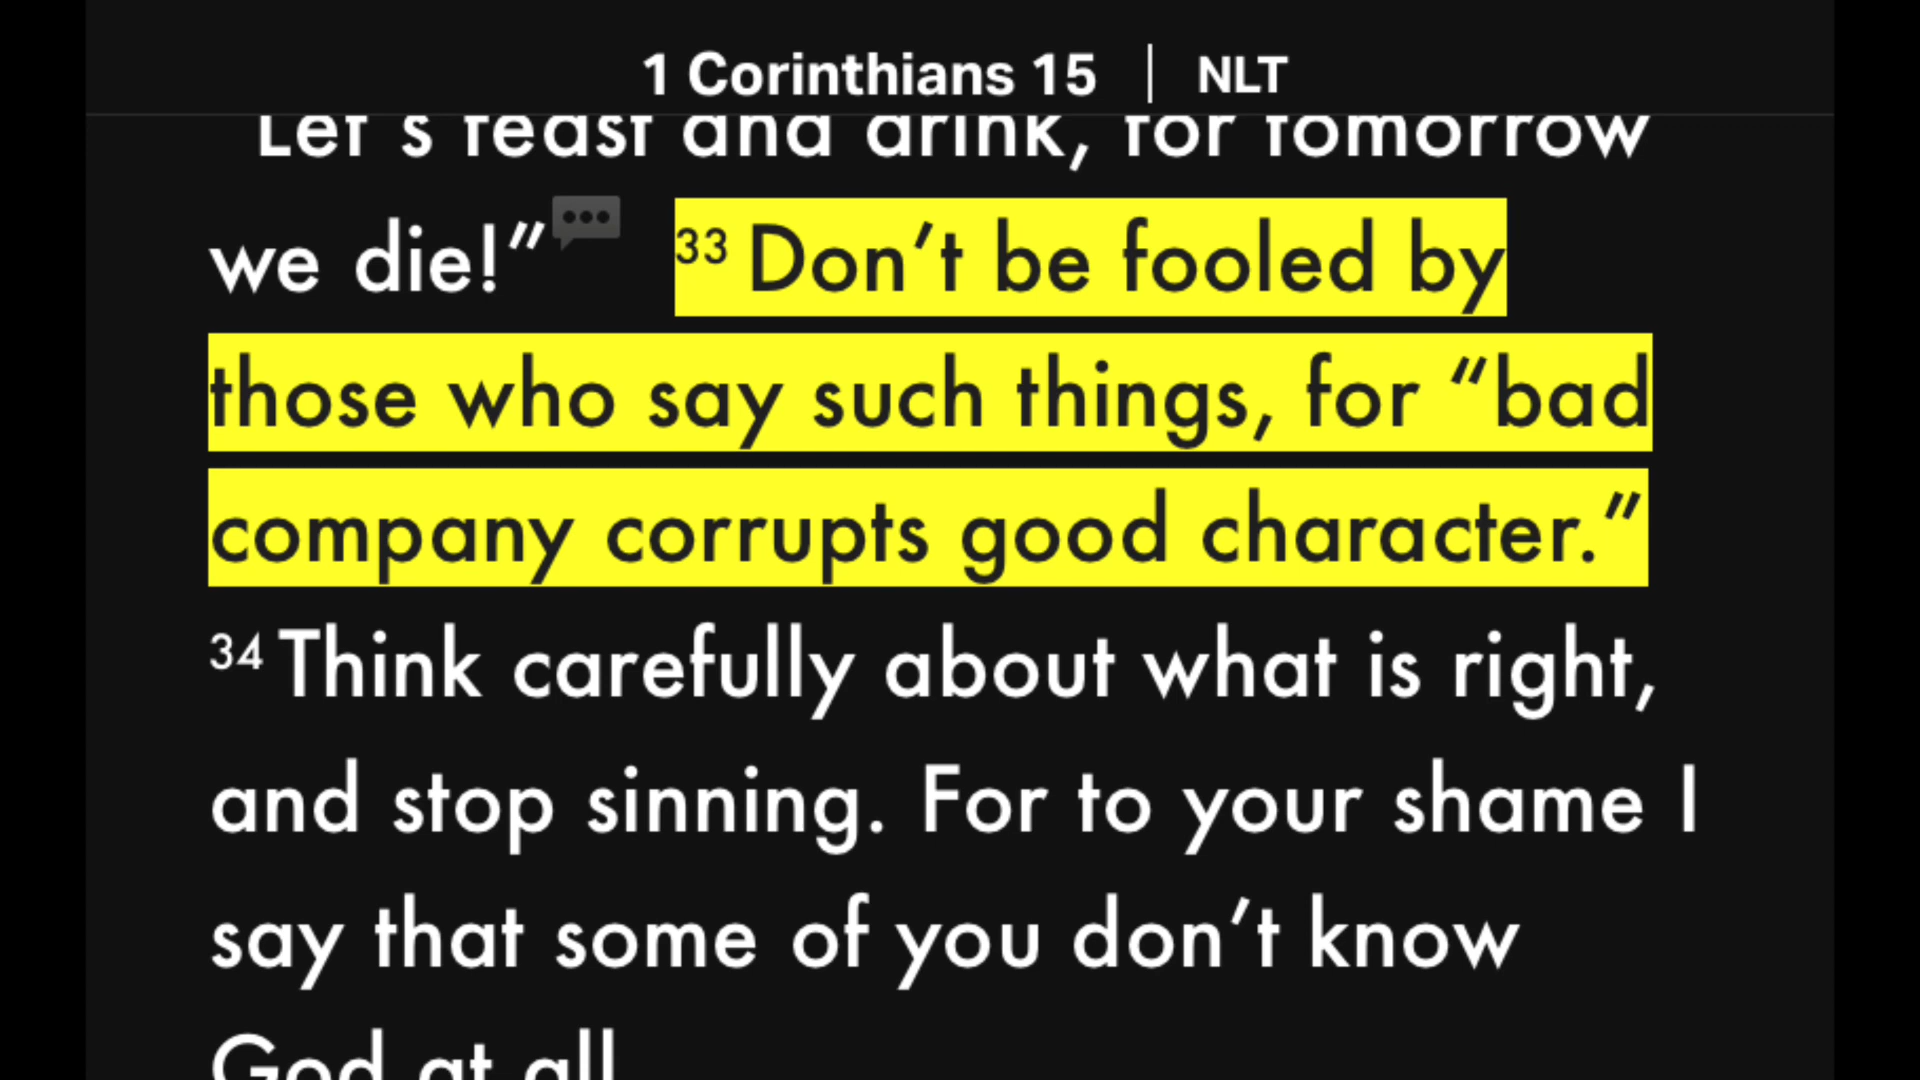 1 Corinthians 15 | NLT
Let’s feast and drink, for tomorrow
we die!” 33 Don’t be fooled by
those who say such things, for “bad
company corrupts good character.”
34 Think carefully about what is right,
and stop sinning. For to your shame I
say that some of you don’t know
God at all